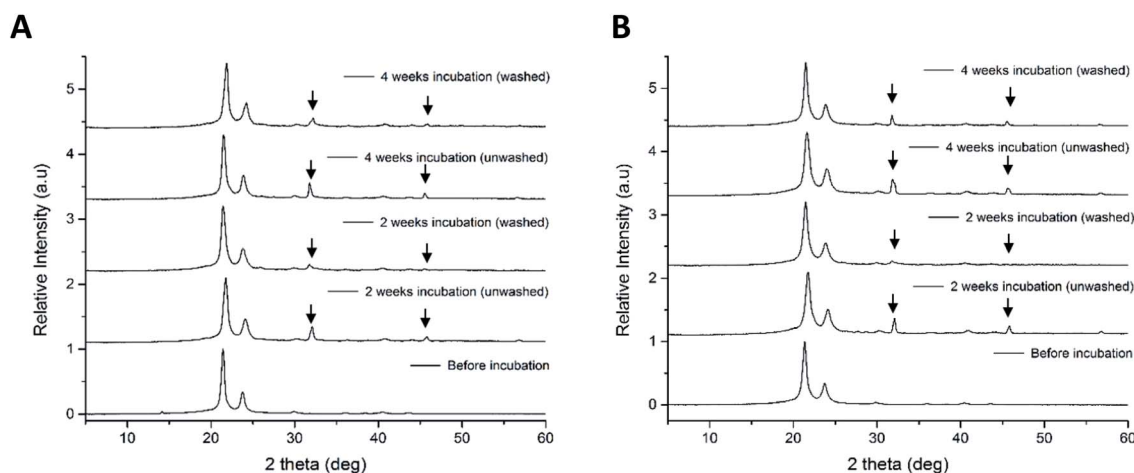 A
Relative Intensity (a.u)
5
4
3
2
1
0
4 weeks incubation (washed)
4 weeks incubation (unwashed)
2 weeks incubation (washed)
2 weeks incubation (unwashed)
Before incubation
10 20 30 40 50 60
2 theta (deg)
B
Relative Intensity (a.u)
5
4
3
2
1
0
4 weeks incubation (washed)
4 weeks incubation (unwashed)
2 weeks incubation (washed)
2 weeks incubation (unwashed)
Before incubation
10 20 30 40 50 60
2 theta (deg)